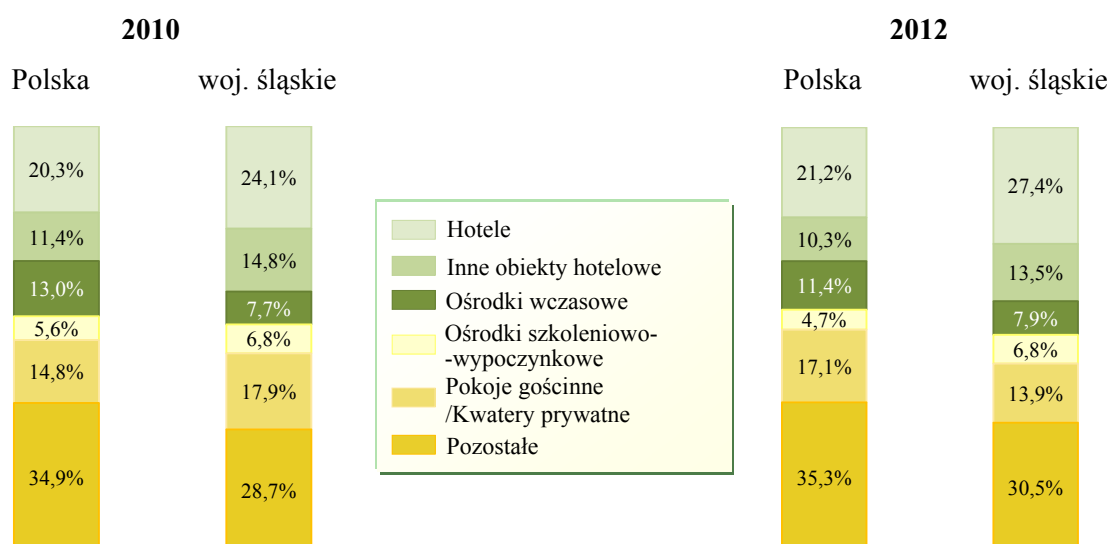 2010
Polska
woj. śląskie
20,3%
11,4%
13,0%
5,6%
14,8%
34,9%
24,1%
14,8%
7,7%
6,8%
17,9%
28,7%
Hotele
Inne obiekty hotelowe
Ośrodki wczasowe
Ośrodki szkoleniowo-
-wypoczynkowe
Pokoje gościnne
/Kwatery prywatne
Pozostałe
2012
Polska
woj. śląskie
21,2%
10,3%
11,4%
4,7%
17,1%
35,3%
27,4%
13,5%
7,9%
6,8%
13,9%
30,5%